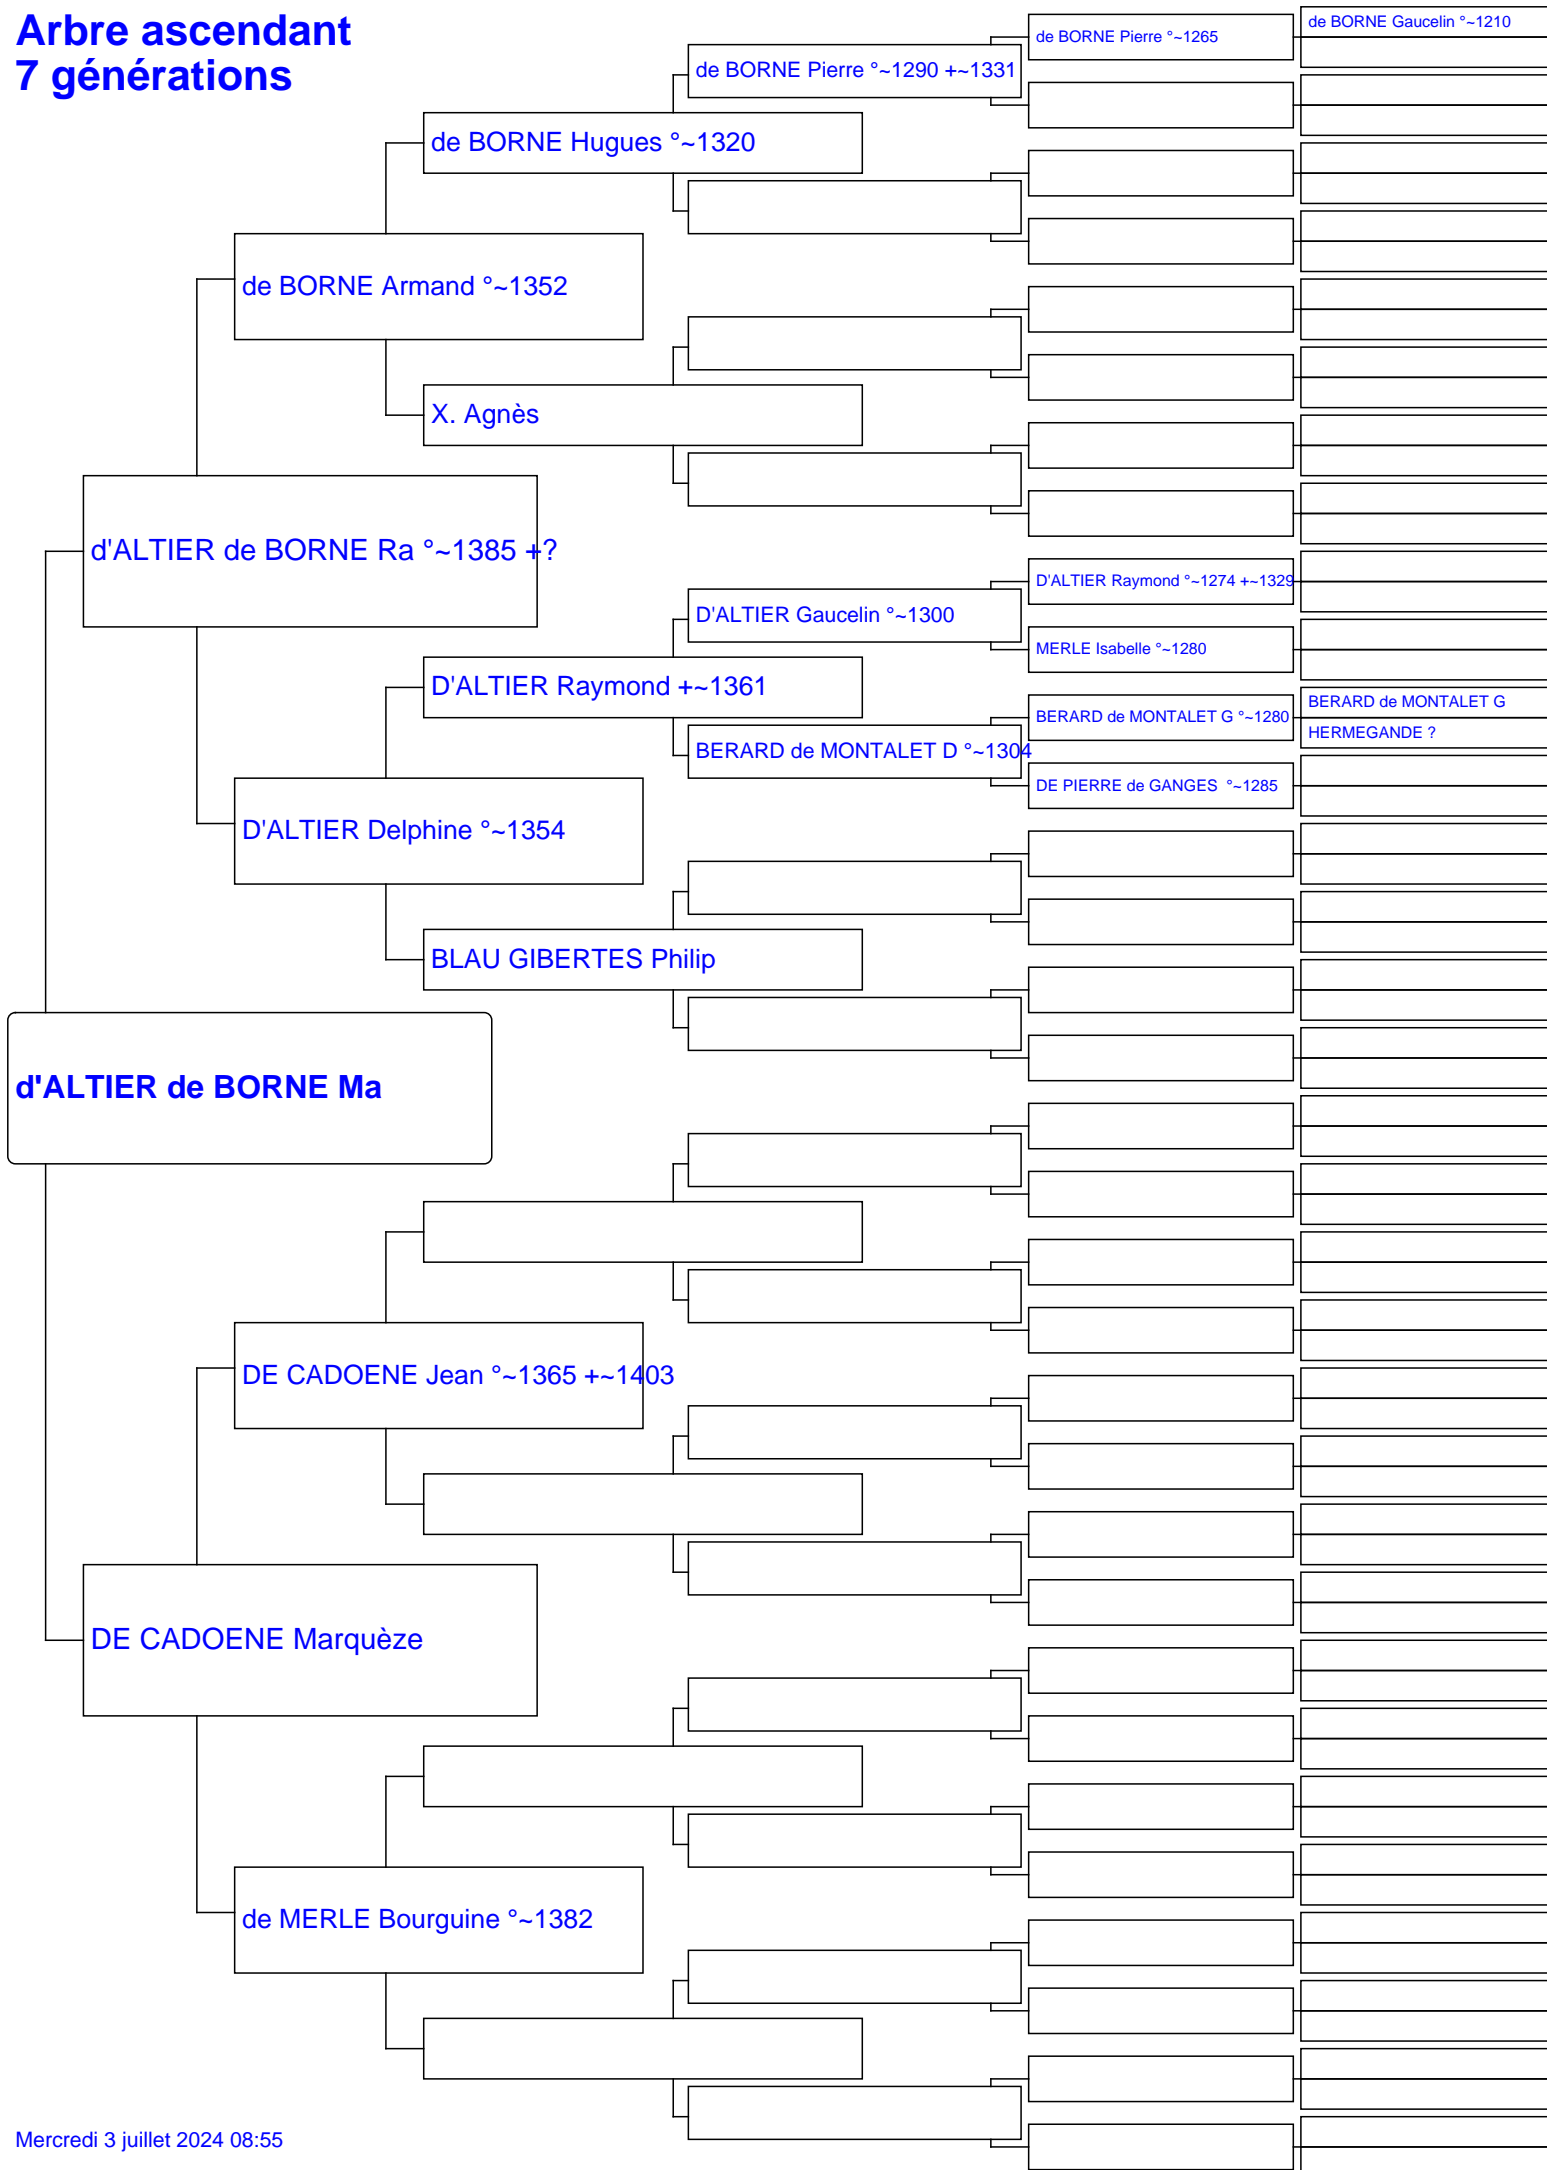 Arbre ascendant
7 générations
de BORNE Gaucelin °~1210
de BORNE Pierre °~1265
de BORNE Pierre °~1290 +~1331
de BORNE Hugues °~1320
de BORNE Armand °~1352
X. Agnès
d'ALTIER de BORNE Ra °~1385 +?
D'ALTIER Raymond °~1274 +~1329
D'ALTIER Gaucelin °~1300
MERLE Isabelle °~1280
D'ALTIER Raymond +~1361
BERARD de MONTALET G
BERARD de MONTALET G °~1280
HERMEGANDE ?
BERARD de MONTALET D °~1304
DE PIERRE de GANGES °~1285
D'ALTIER Delphine °~1354
BLAU GIBERTES Philip
d'ALTIER de BORNE Ma
DE CADOENE Jean °~1365 +~1403
DE CADOENE Marquèze
de MERLE Bourguine °~1382
Mercredi 3 juillet 2024 08:55